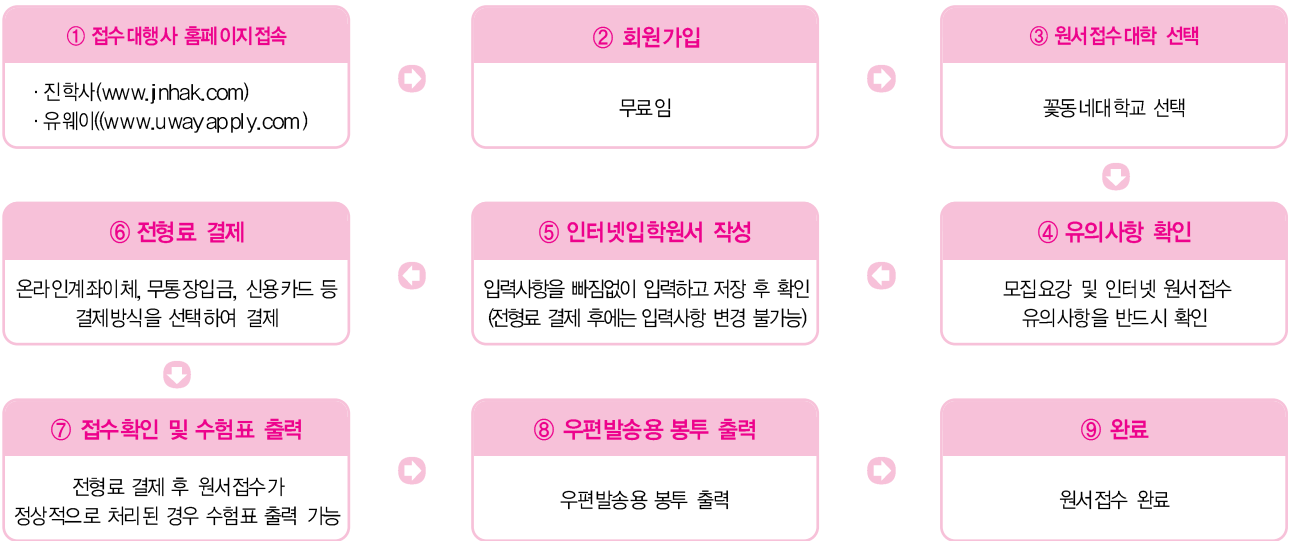 ① 접수대행사 홈페이지접속
· 진학사(www.jinhak.com)
· 유웨이((www.uwayapply.com)
② 회원가입
무료임
③ 원서접수대학 선택
꽃동네대학교 선택
④ 유의사항 확인
모집요강 및 인터넷 원서접수
유의사항을 반드시 확인
⑤ 인터넷입학원서 작성
입력사항을 빠짐없이 입력하고 저장 후 확인
(전형료 결제 후에는 입력사항 변경 불가능)
⑥ 전형료 결제
온라인계좌이체, 무통장입금, 신용카드 등
결제방식을 선택하여 결제
⑦ 접수확인 및 수험표 출력
전형료 결제 후 원서접수가
정상적으로 처리된 경우 수험표 출력 가능
⑧ 우편발송용 봉투 출력
우편발송용 봉투 출력
⑨ 완료
원서접수 완료